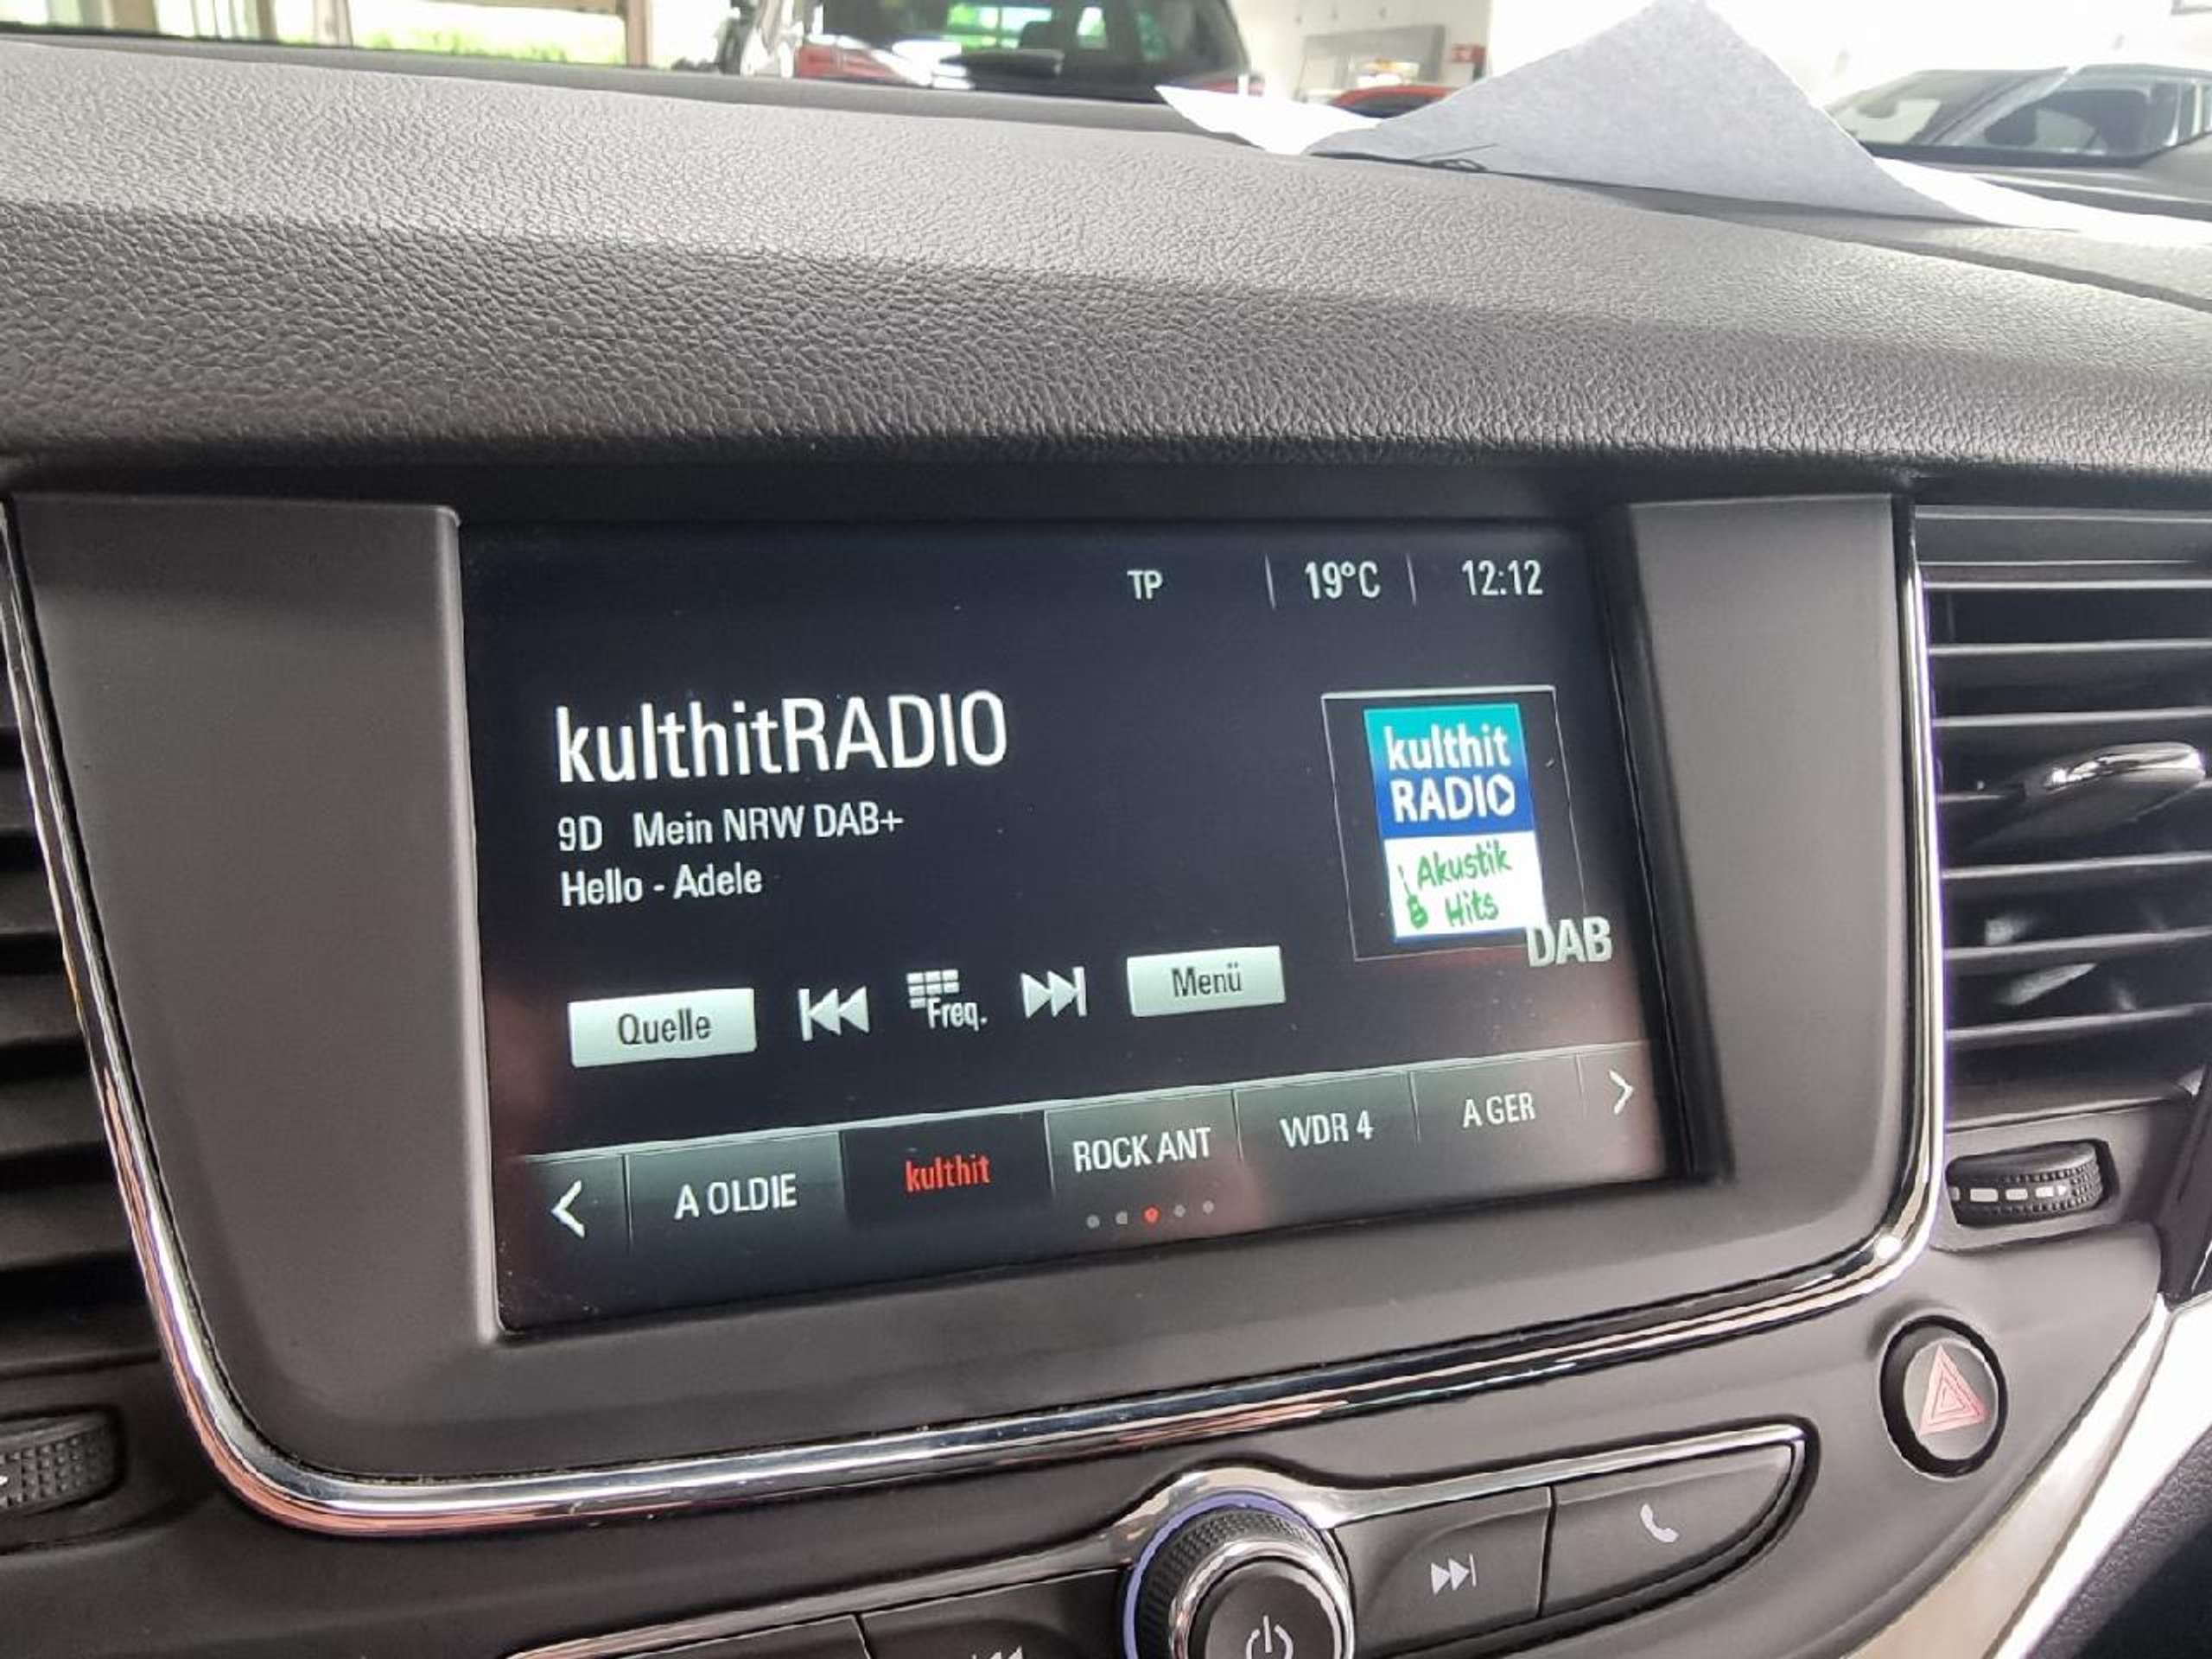 TP 19°C 12:12
kulthitRADIO
9D Mein NRW DAB+
Hello - Adele
kulthit
RADIO
Akustik
Hits
DAB
Quelle Freq. Menü
A OLDIE kulthit ROCK ANT WDR 4 A GER